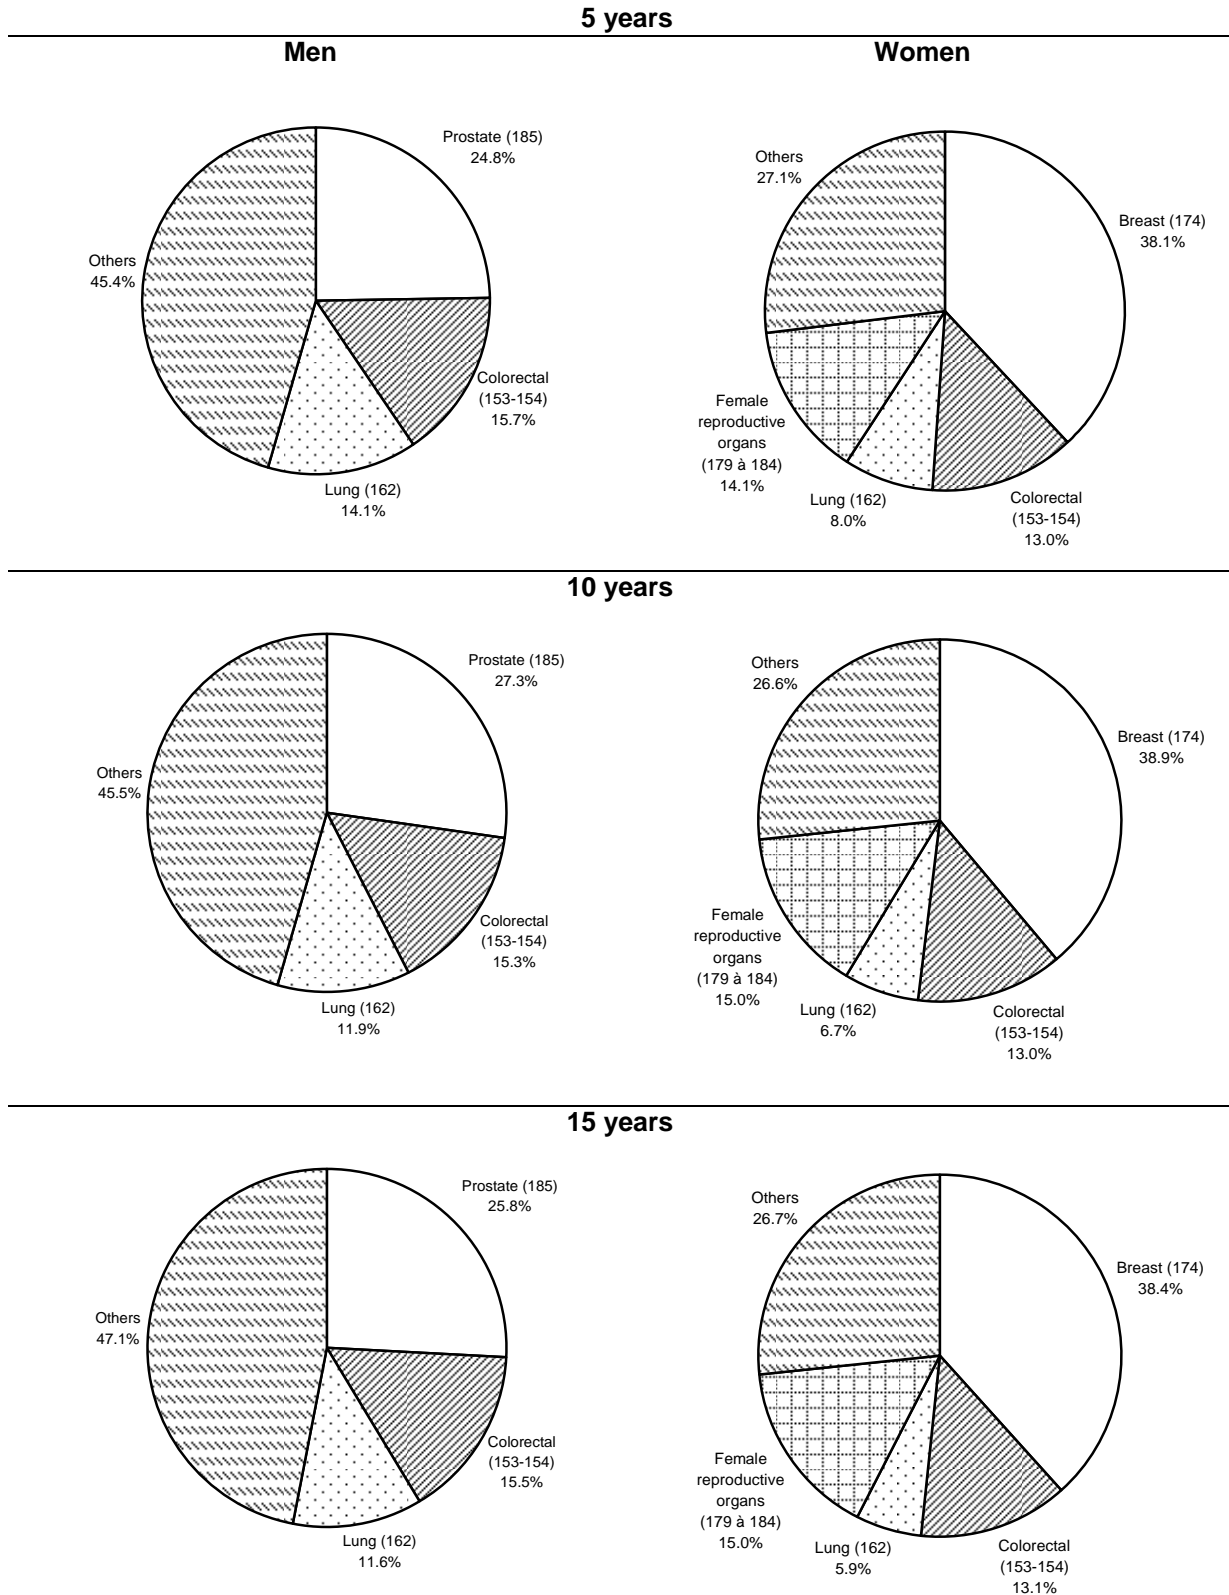 5 years
Men
Women
Prostate (185)
24.8%
Colorectal
(153-154)
15.7%
Lung (162)
14.1%
Others
45.4%
Breast (174)
38.1%
Colorectal
(153-154)
13.0%
Lung (162)
8.0%
Female
reproductive
organs
(179 à 184)
14.1%
Others
27.1%
10 years
Prostate (185)
27.3%
Colorectal
(153-154)
15.3%
Lung (162)
11.9%
Others
45.5%
Breast (174)
38.9%
Colorectal
(153-154)
13.0%
Lung (162)
6.7%
Female
reproductive
organs
(179 à 184)
15.0%
Others
26.6%
15 years
Prostate (185)
25.8%
Colorectal
(153-154)
15.5%
Lung (162)
11.6%
Others
47.1%
Breast (174)
38.4%
Colorectal
(153-154)
13.1%
Lung (162)
5.9%
Female
reproductive
organs
(179 à 184)
15.0%
Others
26.7%